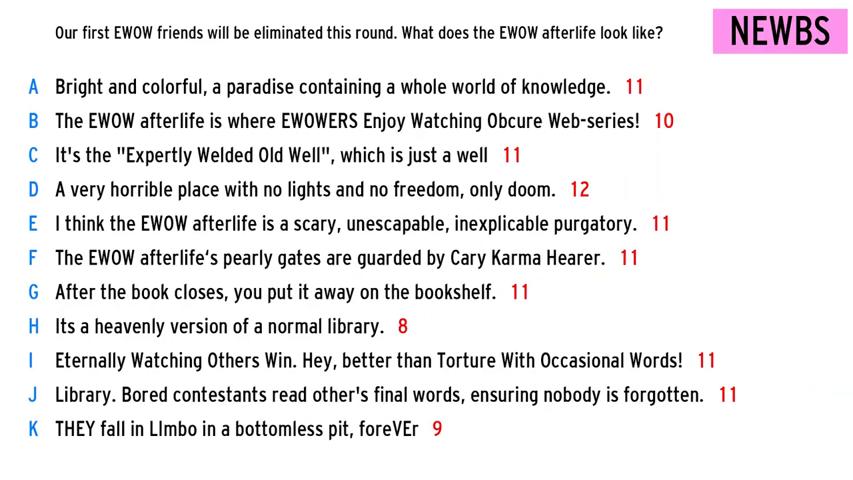 Our first EWOW friends will be eliminated this round. What does the EWOW afterlife look like?
NEWBS
A Bright and colorful, a paradise containing a whole world of knowledge. 11
B The EWOW afterlife is where EWOWERS Enjoy Watching Obcure Web-series! 10
C It's the "Expertly Welded Old Well", which is just a well 11
D A very horrible place with no lights and no freedom, only doom. 12
E I think the EWOW afterlife is a scary, unescapable, inexplicable purgatory. 11
F The EWOW afterlife‘s pearly gates are guarded by Cary Karma Hearer. 11
G After the book closes, you put it away on the bookshelf. 11
H Its a heavenly version of a normal library. 8
I Eternally Watching Others Win. Hey, better than Torture With Occasional Words! 11
J Library. Bored contestants read other's final words, ensuring nobody is forgotten. 11
K THEY fall in LImbo in a bottomless pit, foreVEr 9